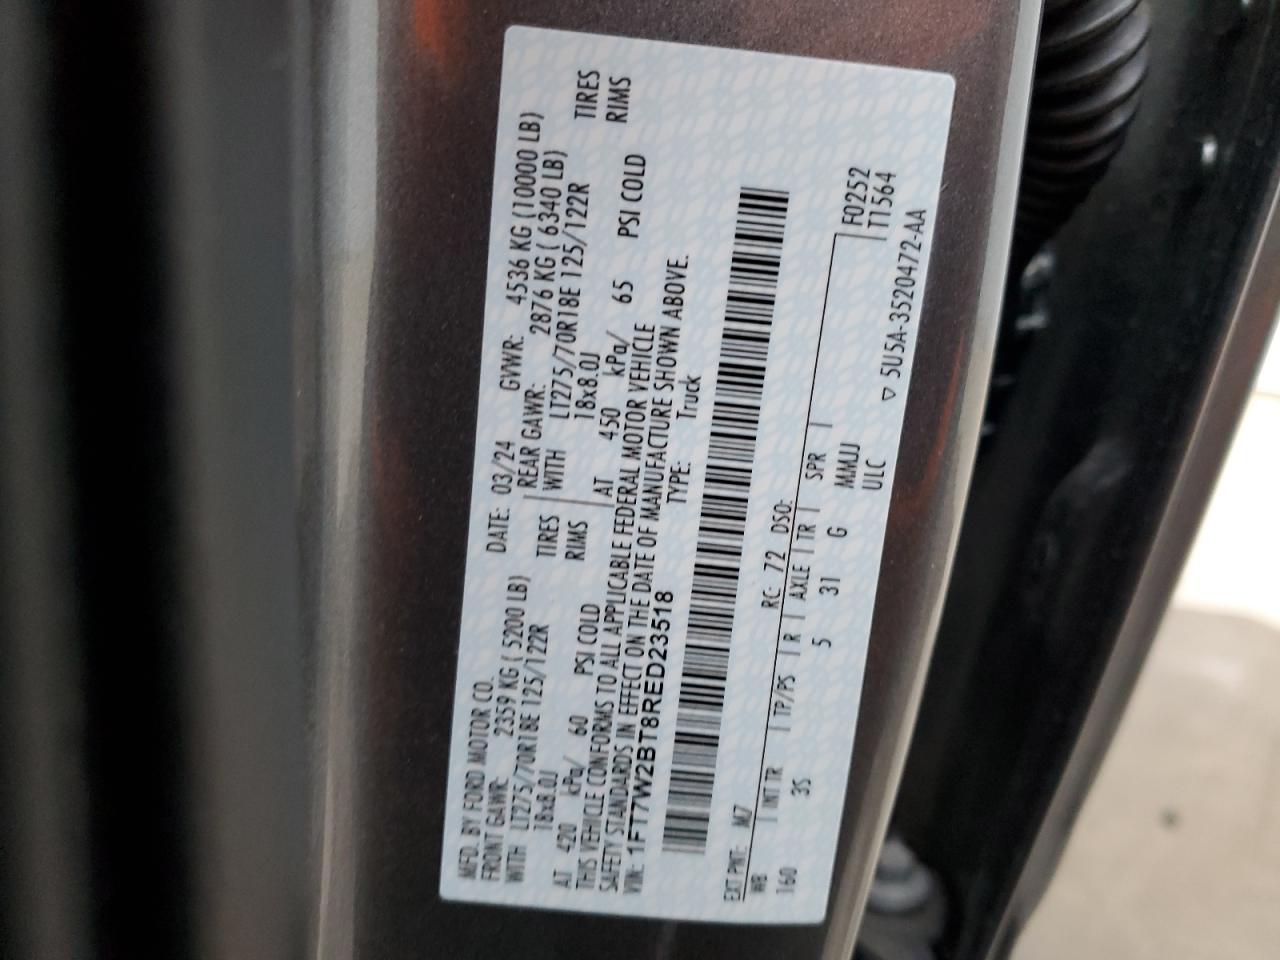 MFD. BY FORD MOTOR CO.
DATE: 03/24 GVWR: 4536 KG (10000 LB)
FRONT GAWR: 2359 KG ( 5200 LB) REAR GAWR: 2876 KG ( 6340 LB)
WITH LT275/70R18E 125/122R TIRES WITH LT275/70R18E 125/122R TIRES
18x8.0J RIMS 18x8.0J RIMS
AT 420 kPa/ 60 PSI COLD AT 450 kPa/ 65 PSI COLD
THIS VEHICLE CONFORMS TO ALL APPLICABLE FEDERAL MOTOR VEHICLE
SAFETY STANDARDS IN EFFECT ON THE DATE OF MANUFACTURE SHOWN ABOVE.
VIN: 1FT7W2BT8RED23518 TYPE: Truck
EXT PNT: M7 RC: 72 DSO:
WB INT TR TP/PS R AXLE TR SPR F0252
160 3S 5 31 G MMUJ T1564
ULC
▽ 5U5A-3520472-AA